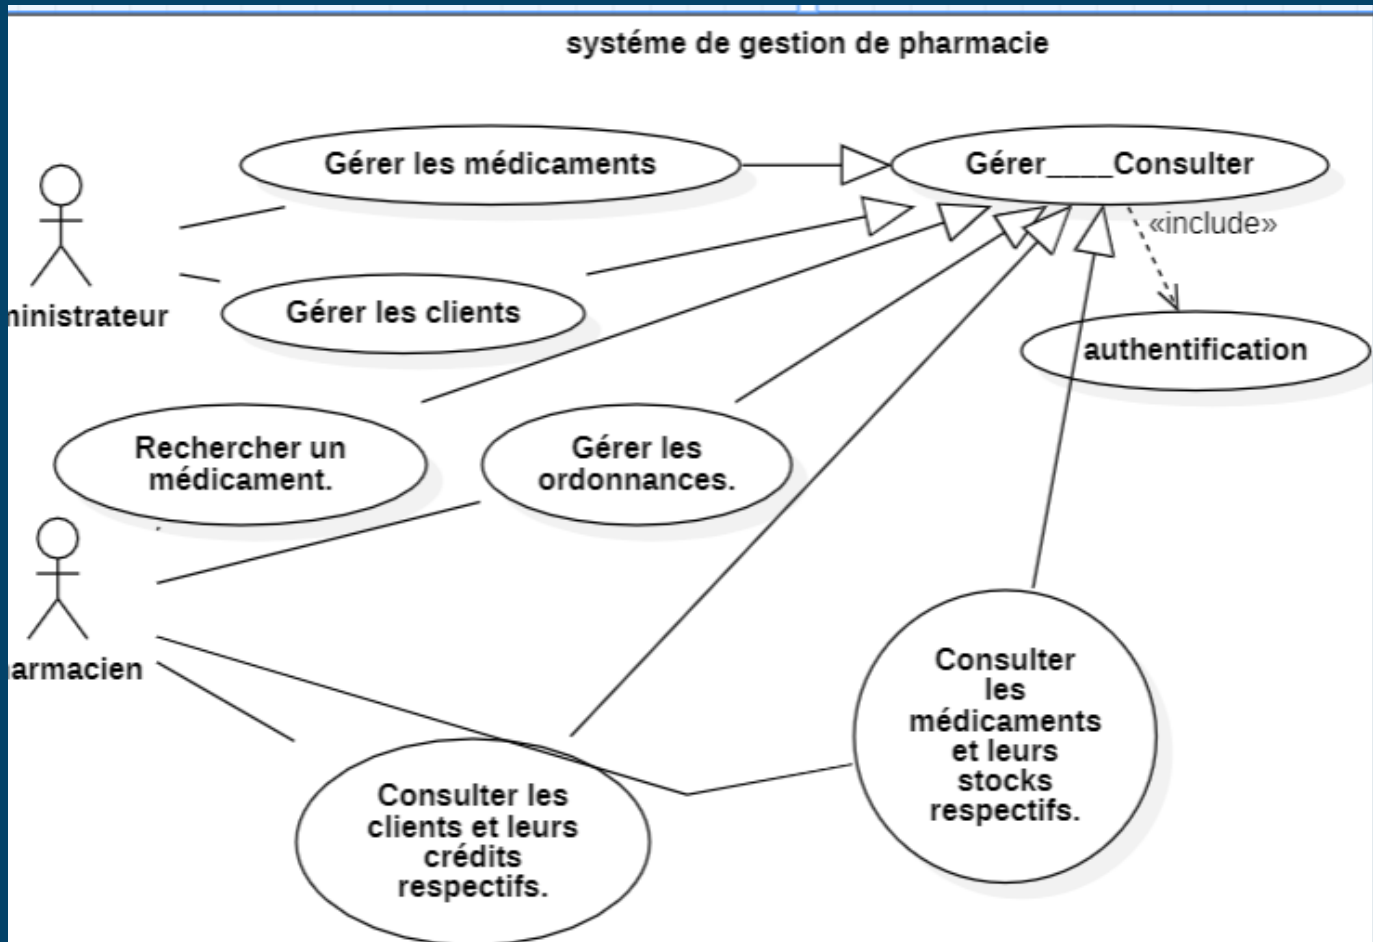 systéme de gestion de pharmacie
Gérer les médicaments
Gérer____Consulter
«include»
ministrateur
Gérer les clients
authentification
Rechercher un
médicament.
Gérer les
ordonnances.
armacien
Consulter
les
médicaments
et leurs
stocks
respectifs.
Consulter les
clients et leurs
crédits
respectifs.